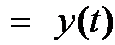 = y(t)